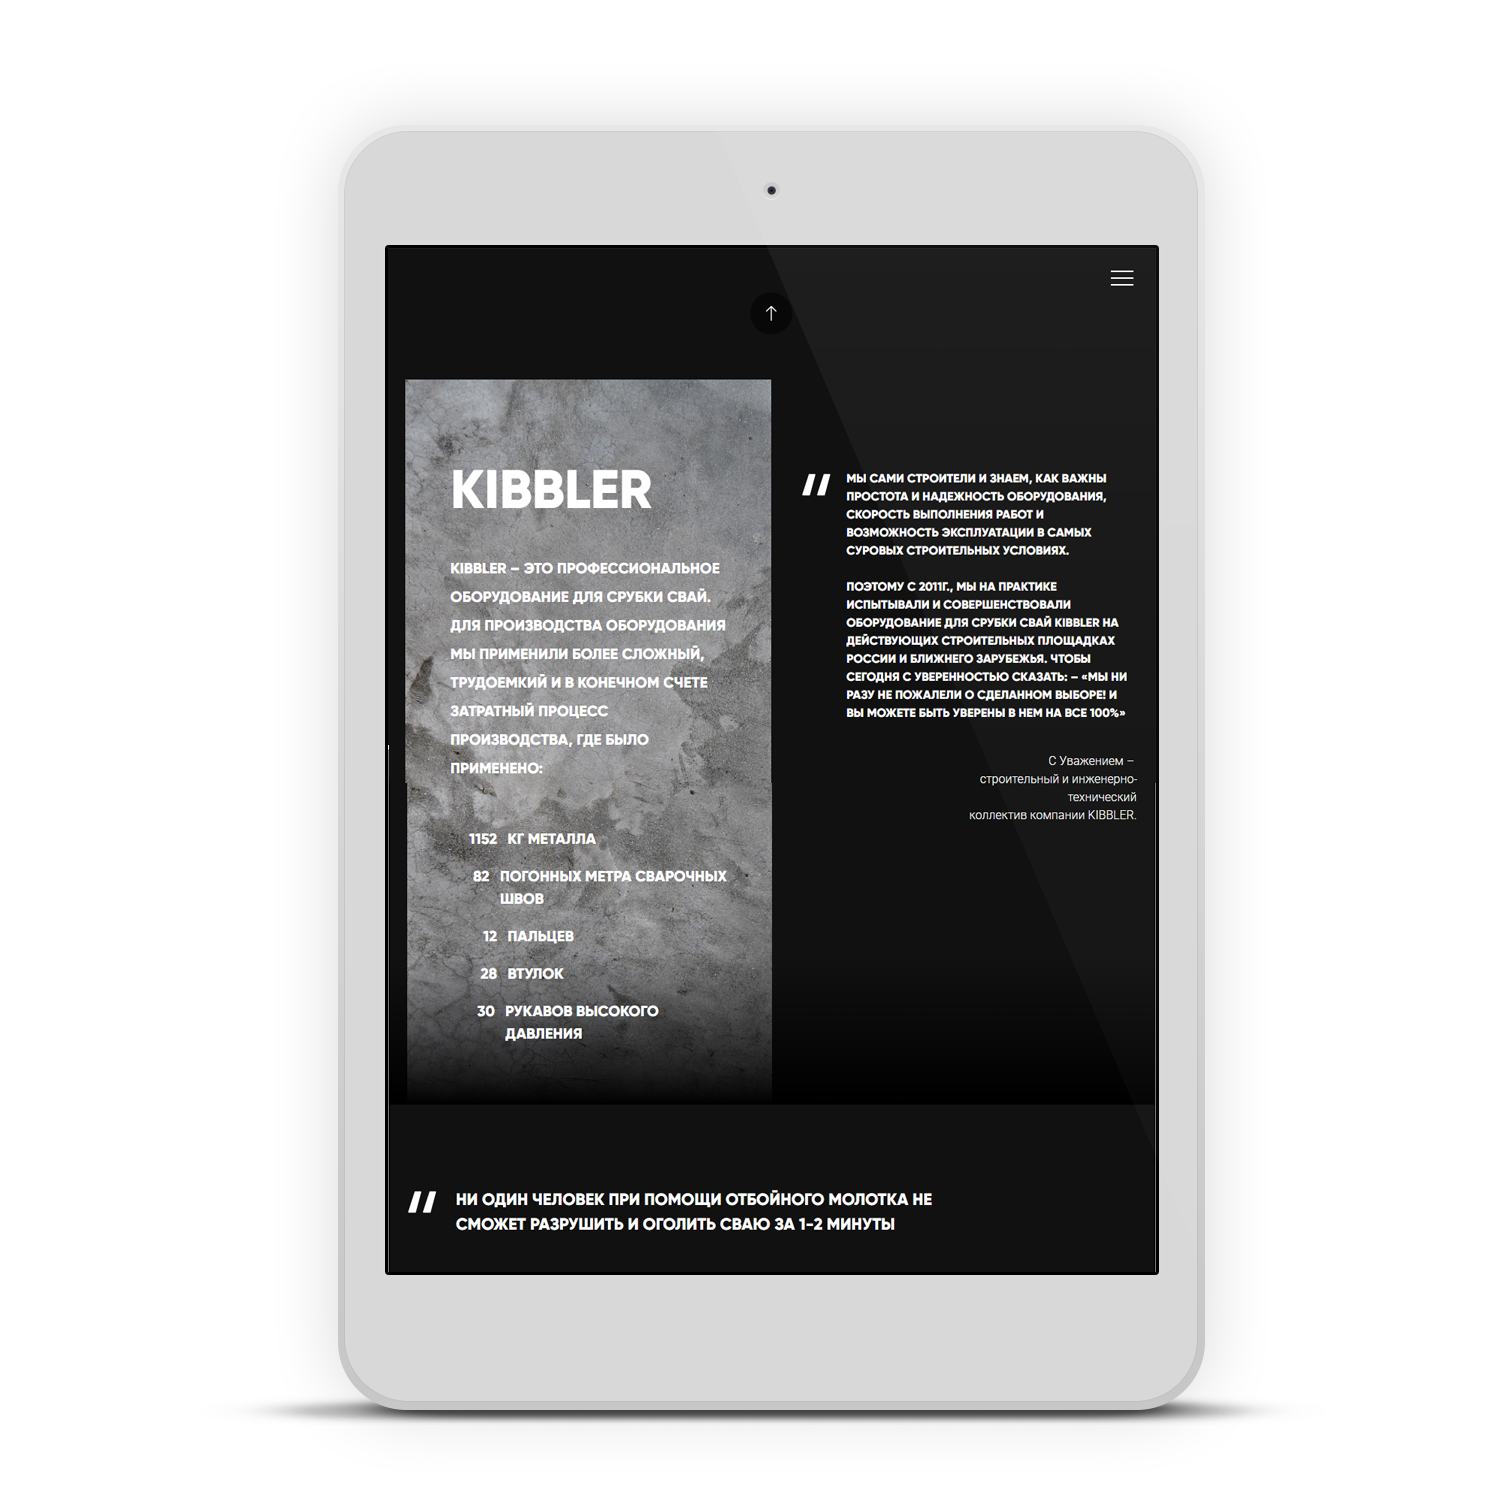 KIBBLER
KIBBLER – ЭТО ПРОФЕССИОНАЛЬНОЕ
ОБОРУДОВАНИЕ ДЛЯ СРУБКИ СВАЙ.
ДЛЯ ПРОИЗВОДСТВА ОБОРУДОВАНИЯ
МЫ ПРИМЕНИЛИ БОЛЕЕ СЛОЖНЫЙ,
ТРУДОЕМКИЙ И В КОНЕЧНОМ СЧЕТЕ
ЗАТРАТНЫЙ ПРОЦЕСС
ПРОИЗВОДСТВА, ГДЕ БЫЛО
ПРИМЕНЕНО:
1152 КГ МЕТАЛЛА
82 ПОГОННЫХ МЕТРА СВАРОЧНЫХ
ШВОВ
12 ПАЛЬЦЕВ
28 ВТУЛОК
30 РУКАВОВ ВЫСОКОГО
ДАВЛЕНИЯ
МЫ САМИ СТРОИТЕЛИ И ЗНАЕМ, КАК ВАЖНЫ
ПРОСТОТА И НАДЕЖНОСТЬ ОБОРУДОВАНИЯ,
СКОРОСТЬ ВЫПОЛНЕНИЯ РАБОТ И
ВОЗМОЖНОСТЬ ЭКСПЛУАТАЦИИ В САМЫХ
СУРОВЫХ СТРОИТЕЛЬНЫХ УСЛОВИЯХ.
ПОЭТОМУ С 2011Г., МЫ НА ПРАКТИКЕ
ИСПЫТЫВАЛИ И СОВЕРШЕНСТВОВАЛИ
ОБОРУДОВАНИЕ ДЛЯ СРУБКИ СВАЙ KIBBLER НА
ДЕЙСТВУЮЩИХ СТРОИТЕЛЬНЫХ ПЛОЩАДКАХ
РОССИИ И БЛИЖНЕГО ЗАРУБЕЖЬЯ. ЧТОБЫ
СЕГОДНЯ С УВЕРЕННОСТЬЮ СКАЗАТЬ: – «МЫ НИ
РАЗУ НЕ ПОЖАЛЕЛИ О СДЕЛАННОМ ВЫБОРЕ! И
ВЫ МОЖЕТЕ БЫТЬ УВЕРЕНЫ В НЕМ НА ВСЕ 100%»
С Уважением –
строительный и инженерно-
технический
коллектив компании KIBBLER.
НИ ОДИН ЧЕЛОВЕК ПРИ ПОМОЩИ ОТБОЙНОГО МОЛОТКА НЕ
СМОЖЕТ РАЗРУШИТЬ И ОГОЛИТЬ СВАЮ ЗА 1-2 МИНУТЫ